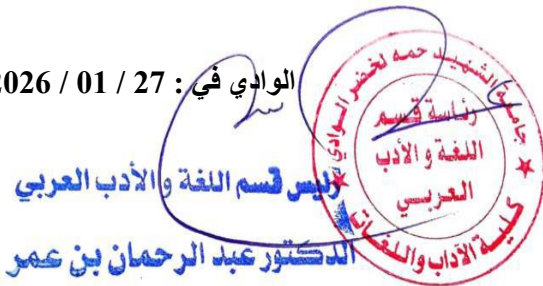 الوادي في : 27 / 01 / 2026
رئيس قسم اللغة والأدب العربي
الدكتور عبد الرحمان بن عمر
جامعة الشهيد حمه لخضر الوادي
رئاسة قسم
اللغة و الأدب
العربي
كلية الآداب واللغات